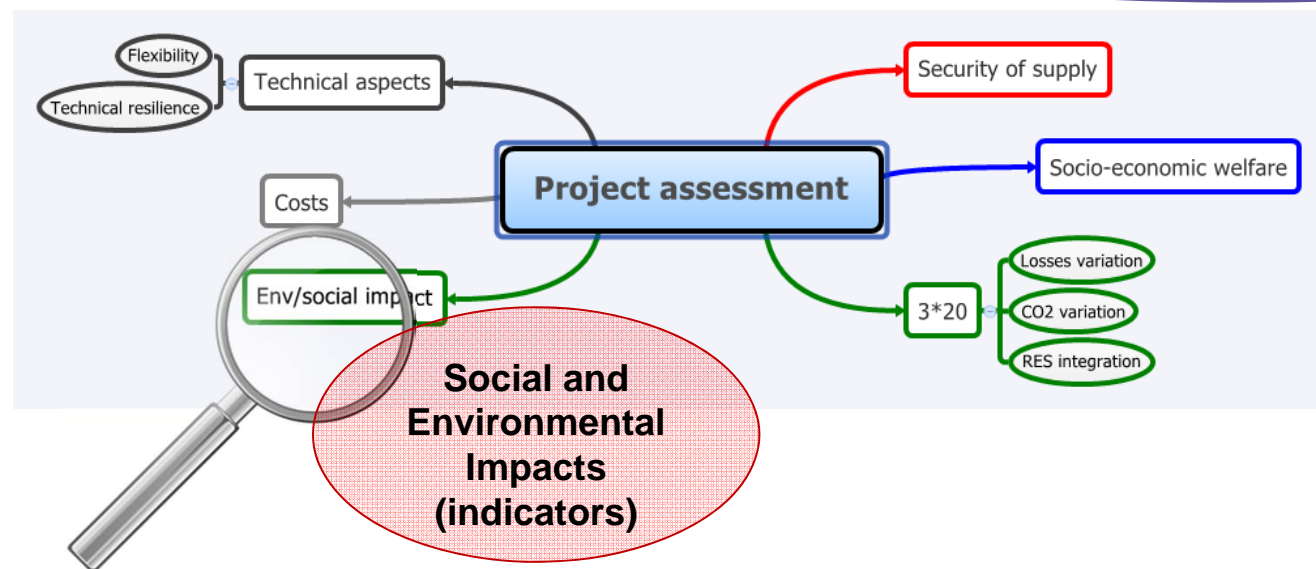 Flexibility
Technical resilience
Technical aspects
Security of supply
Project assessment
Socio-economic welfare
Costs
Env/social impact
3*20
Losses variation
CO2 variation
RES integration
Social and
Environmental
Impacts
(indicators)